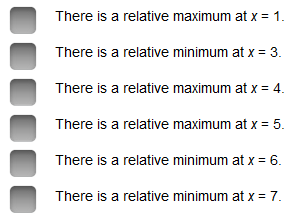 There is a relative maximum at x = 1.
There is a relative minimum at x = 3.
There is a relative maximum at x = 4.
There is a relative maximum at x = 5.
There is a relative minimum at x = 6.
There is a relative minimum at x = 7.